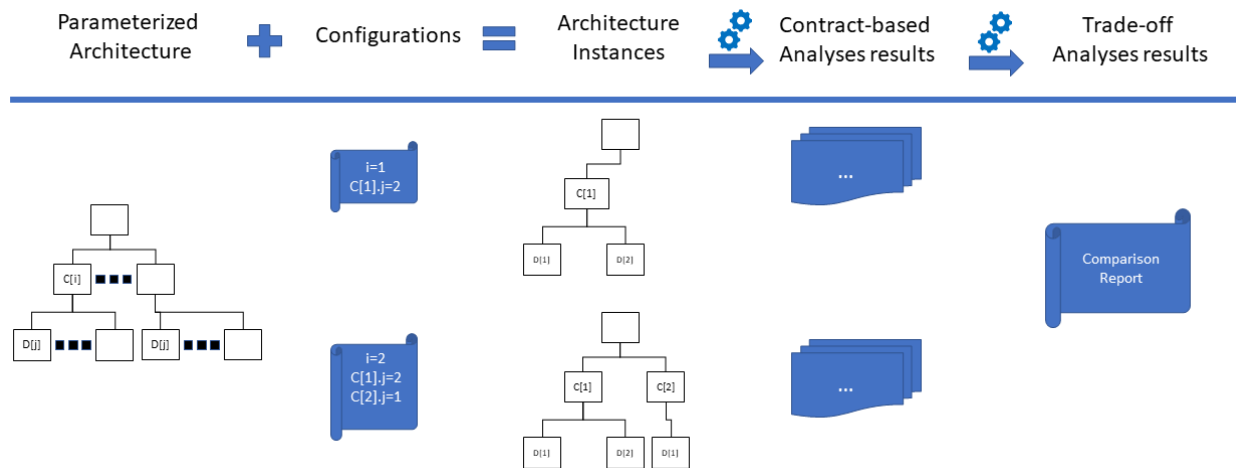 Parameterized
Architecture
Configurations
Architecture
Instances
Contract-based
Analyses results
Trade-off
Analyses results
i=1
C[1].j=2
C[i]
D[j]
D[j]
i=2
C[1].j=2
C[2].j=1
C[1]
D[1]
D[2]
C[1]
C[2]
D[1]
D[2]
D[1]
...
...
Comparison
Report